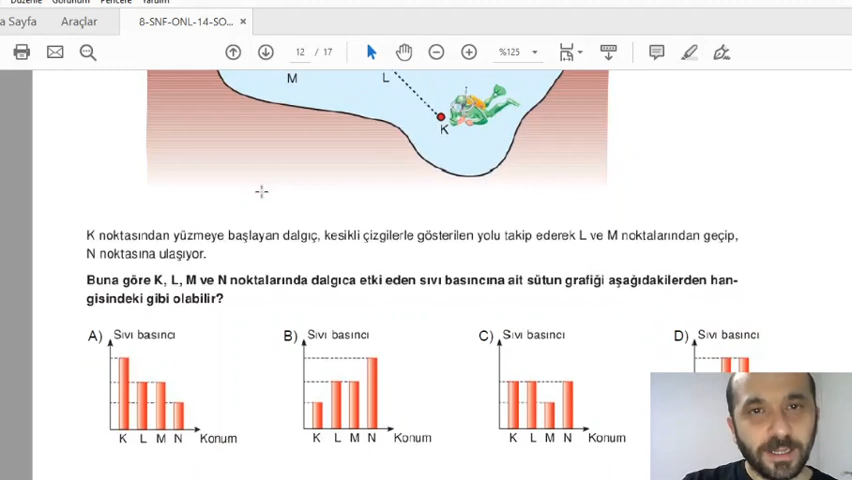 Düzenle Görünüm Pencere Yardım
a Sayfa Araçlar 8-SNF-ONL-14-SO... ×
12 / 17 %125
M L
K
K noktasından yüzmeye başlayan dalgıç, kesikli çizgilerle gösterilen yolu takip ederek L ve M noktalarından geçip,
N noktasına ulaşıyor.
Buna göre K, L, M ve N noktalarında dalgıca etki eden sıvı basıncına ait sütun grafiği aşağıdakilerden han-
gisindeki gibi olabilir?
A) Sıvı basıncı B) Sıvı basıncı C) Sıvı basıncı D) Sıvı basıncı
K L M N Konum K L M N Konum K L M N Konum